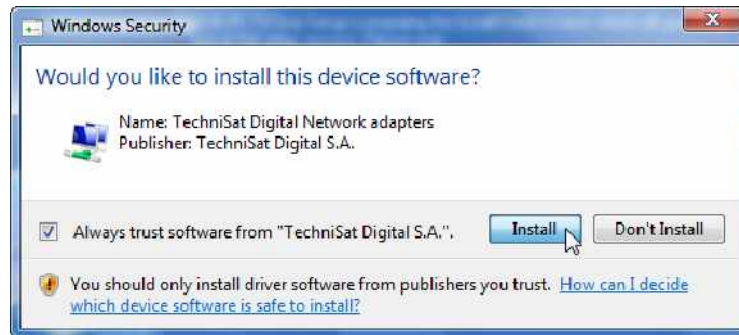 Windows Security
Would you like to install this device software?
Name: TechniSat Digital Network adapters
Publisher: TechniSat Digital S.A.
Always trust software from "TechniSat Digital S.A.".
Install
Don't Install
You should only install driver software from publishers you trust. How can I decide
which device software is safe to install?